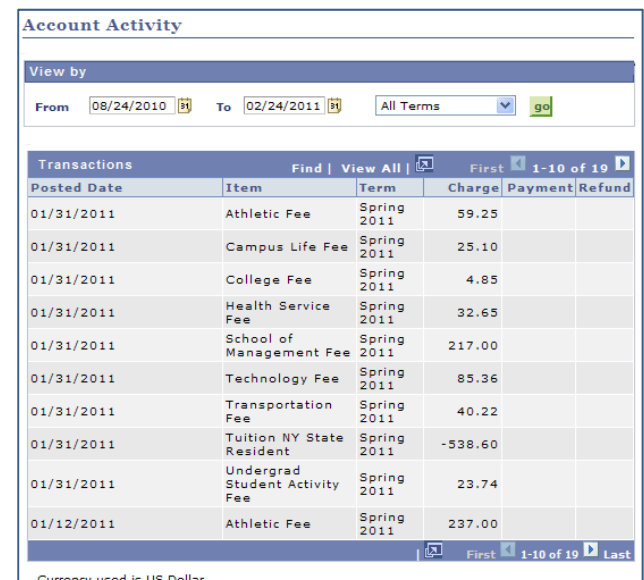 Account Activity
View by
From 08/24/2010 31 To 02/24/2011 31 All Terms go
Transactions Find | View All | First 1-10 of 19
Posted Date Item Term Charge Payment Refund
01/31/2011 Athletic Fee Spring 2011 59.25
01/31/2011 Campus Life Fee Spring 2011 25.10
01/31/2011 College Fee Spring 2011 4.85
01/31/2011 Health Service Fee Spring 2011 32.65
01/31/2011 School of Management Fee Spring 2011 217.00
01/31/2011 Technology Fee Spring 2011 85.36
01/31/2011 Transportation Fee Spring 2011 40.22
01/31/2011 Tuition NY State Resident Spring 2011 -538.60
01/31/2011 Undergrad Student Activity Fee Spring 2011 23.74
01/12/2011 Athletic Fee Spring 2011 237.00
| First 1-10 of 19 Last
Currency used is US Dollar